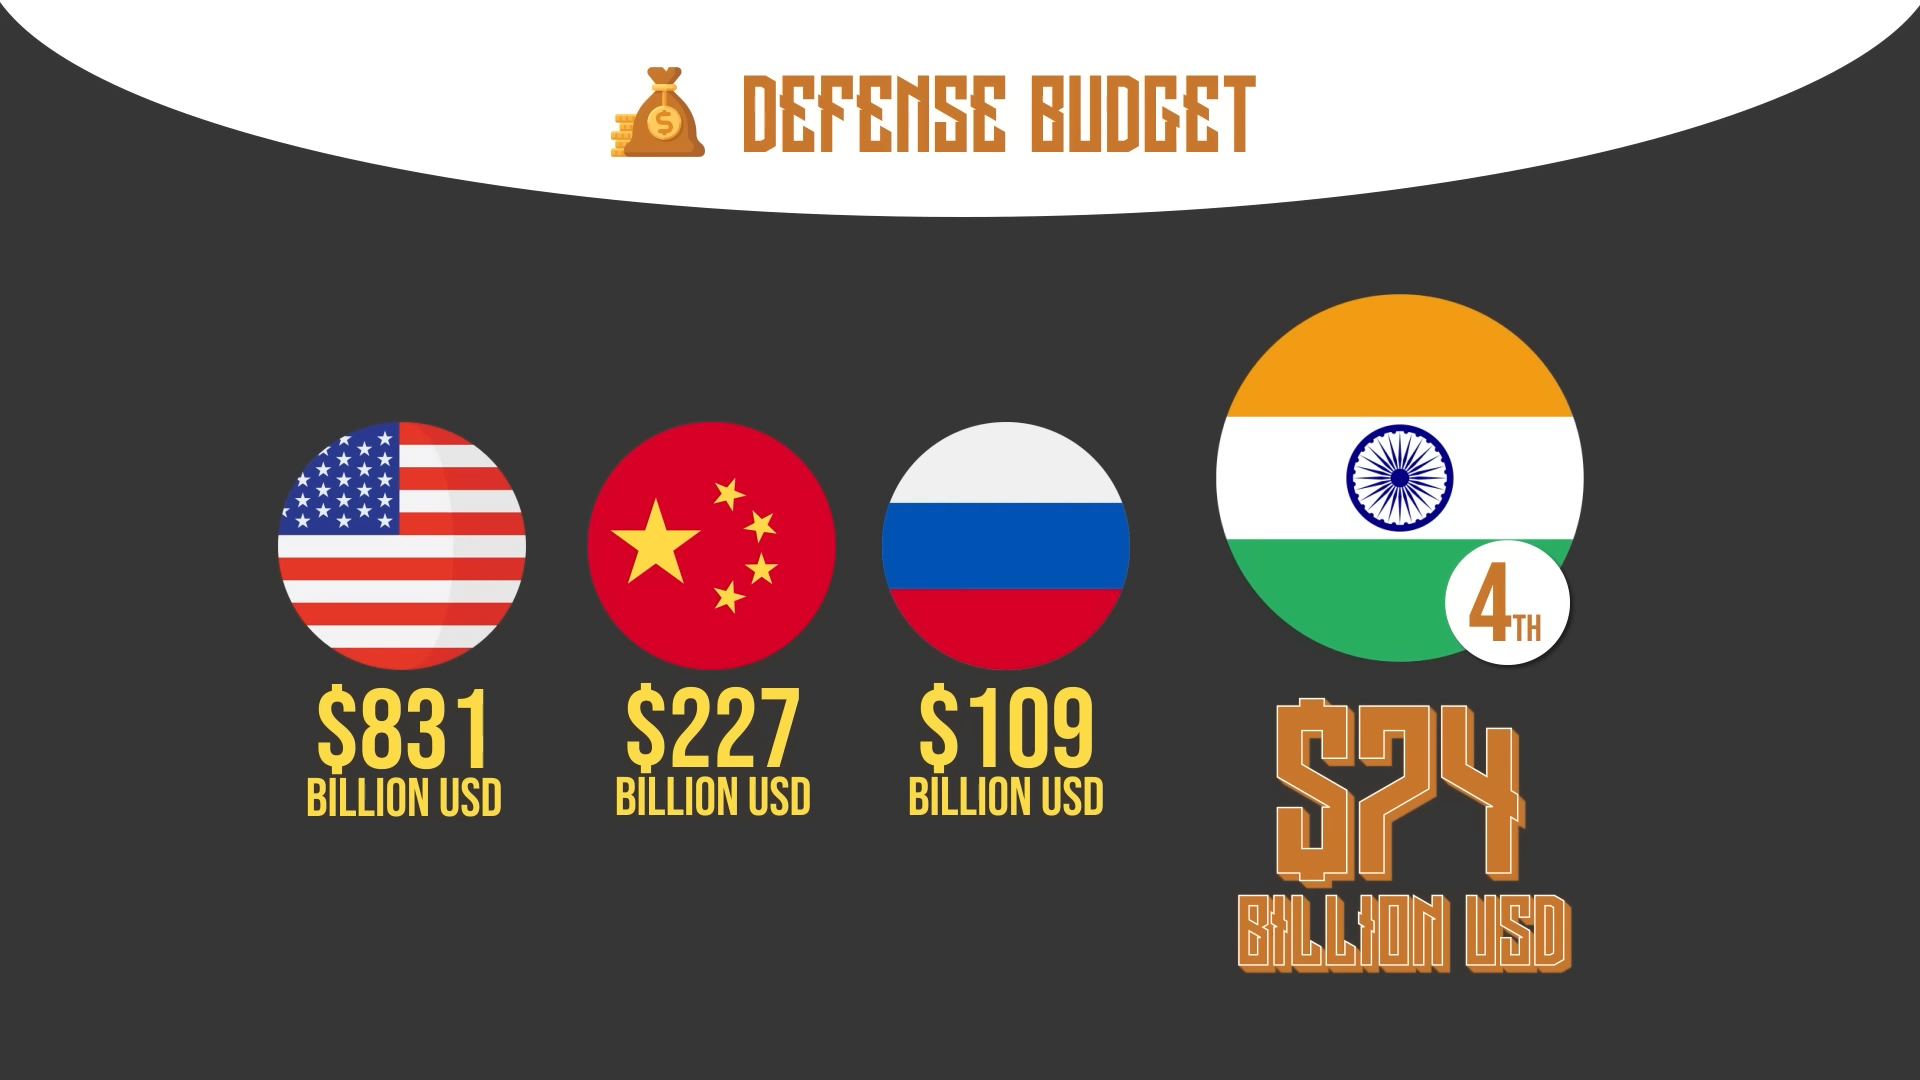 DEFENSE BUDGET
$831
BILLION USD
$227
BILLION USD
$109
BILLION USD
4TH
$74
BILLION USD